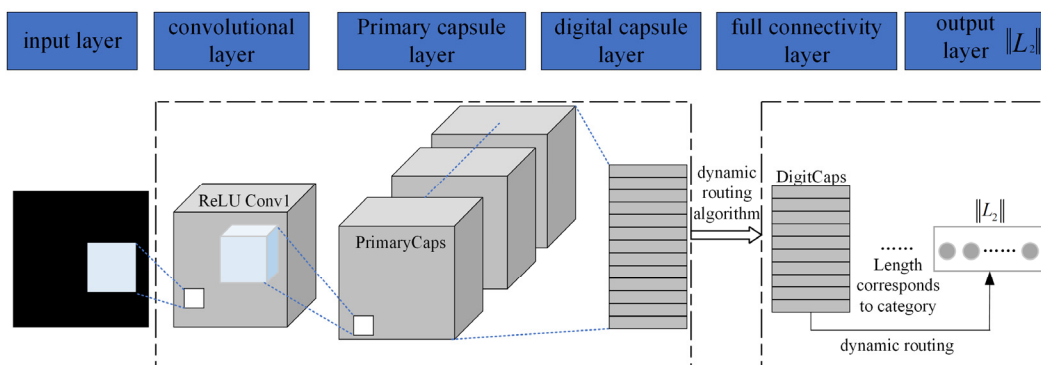 input layer
convolutional
layer
Primary capsule
layer
digital capsule
layer
full connectivity
layer
output
layer ‖L₂‖
ReLU Conv1
PrimaryCaps
dynamic
routing
algorithm
DigitCaps
......
Length
corresponds
to category
‖L₂‖
......
dynamic routing